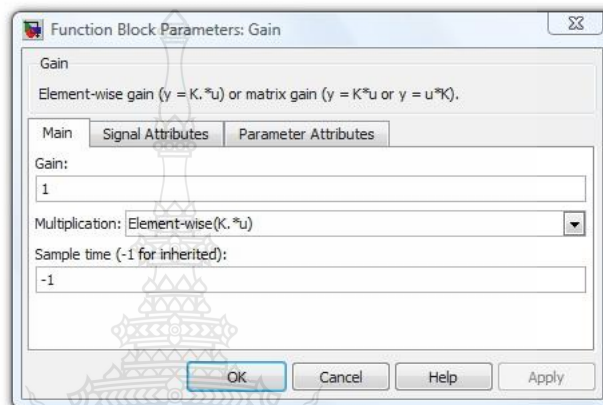 Function Block Parameters: Gain
Gain
Element-wise gain (y = K.*u) or matrix gain (y = K*u or y = u*K).
Main Signal Attributes Parameter Attributes
Gain:
1
Multiplication: Element-wise(K.*u)
Sample time (-1 for inherited):
-1
OK Cancel Help Apply